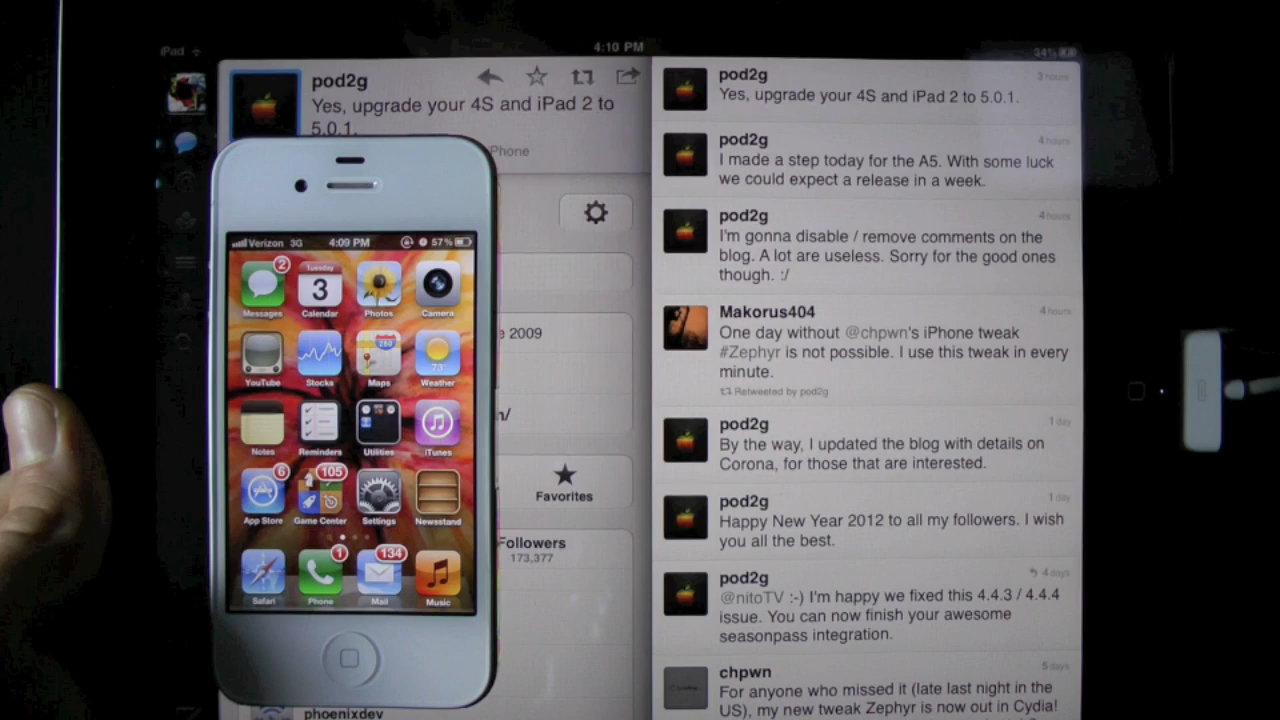 iPad
4:10 PM
34%
pod2g
Yes, upgrade your 4S and iPad 2 to
5.0.1.
Phone
2009
Favorites
Followers
173,377
phoenixdev
Verizon 3G
4:09 PM
57%
2
Tuesday
3
280
73°
Messages
Calendar
Photos
Camera
YouTube
Stocks
Maps
Weather
Notes
Reminders
Utilities
iTunes
6
105
App Store
Game Center
Settings
Newsstand
1
134
Safari
Phone
Mail
Music
pod2g
3 hours
Yes, upgrade your 4S and iPad 2 to 5.0.1.
pod2g
4 hours
I made a step today for the A5. With some luck
we could expect a release in a week.
pod2g
4 hours
I'm gonna disable / remove comments on the
blog. A lot are useless. Sorry for the good ones
though. :/
Makorus404
4 hours
One day without @chpwn's iPhone tweak
#Zephyr is not possible. I use this tweak in every
minute.
Retweeted by pod2g
pod2g
1 day
By the way, I updated the blog with details on
Corona, for those that are interested.
pod2g
1 day
Happy New Year 2012 to all my followers. I wish
you all the best.
pod2g
4 days
@nitoTV :-) I'm happy we fixed this 4.4.3 / 4.4.4
issue. You can now finish your awesome
seasonpass integration.
chpwn
5 days
For anyone who missed it (late last night in the
US), my new tweak Zephyr is now out in Cydia!